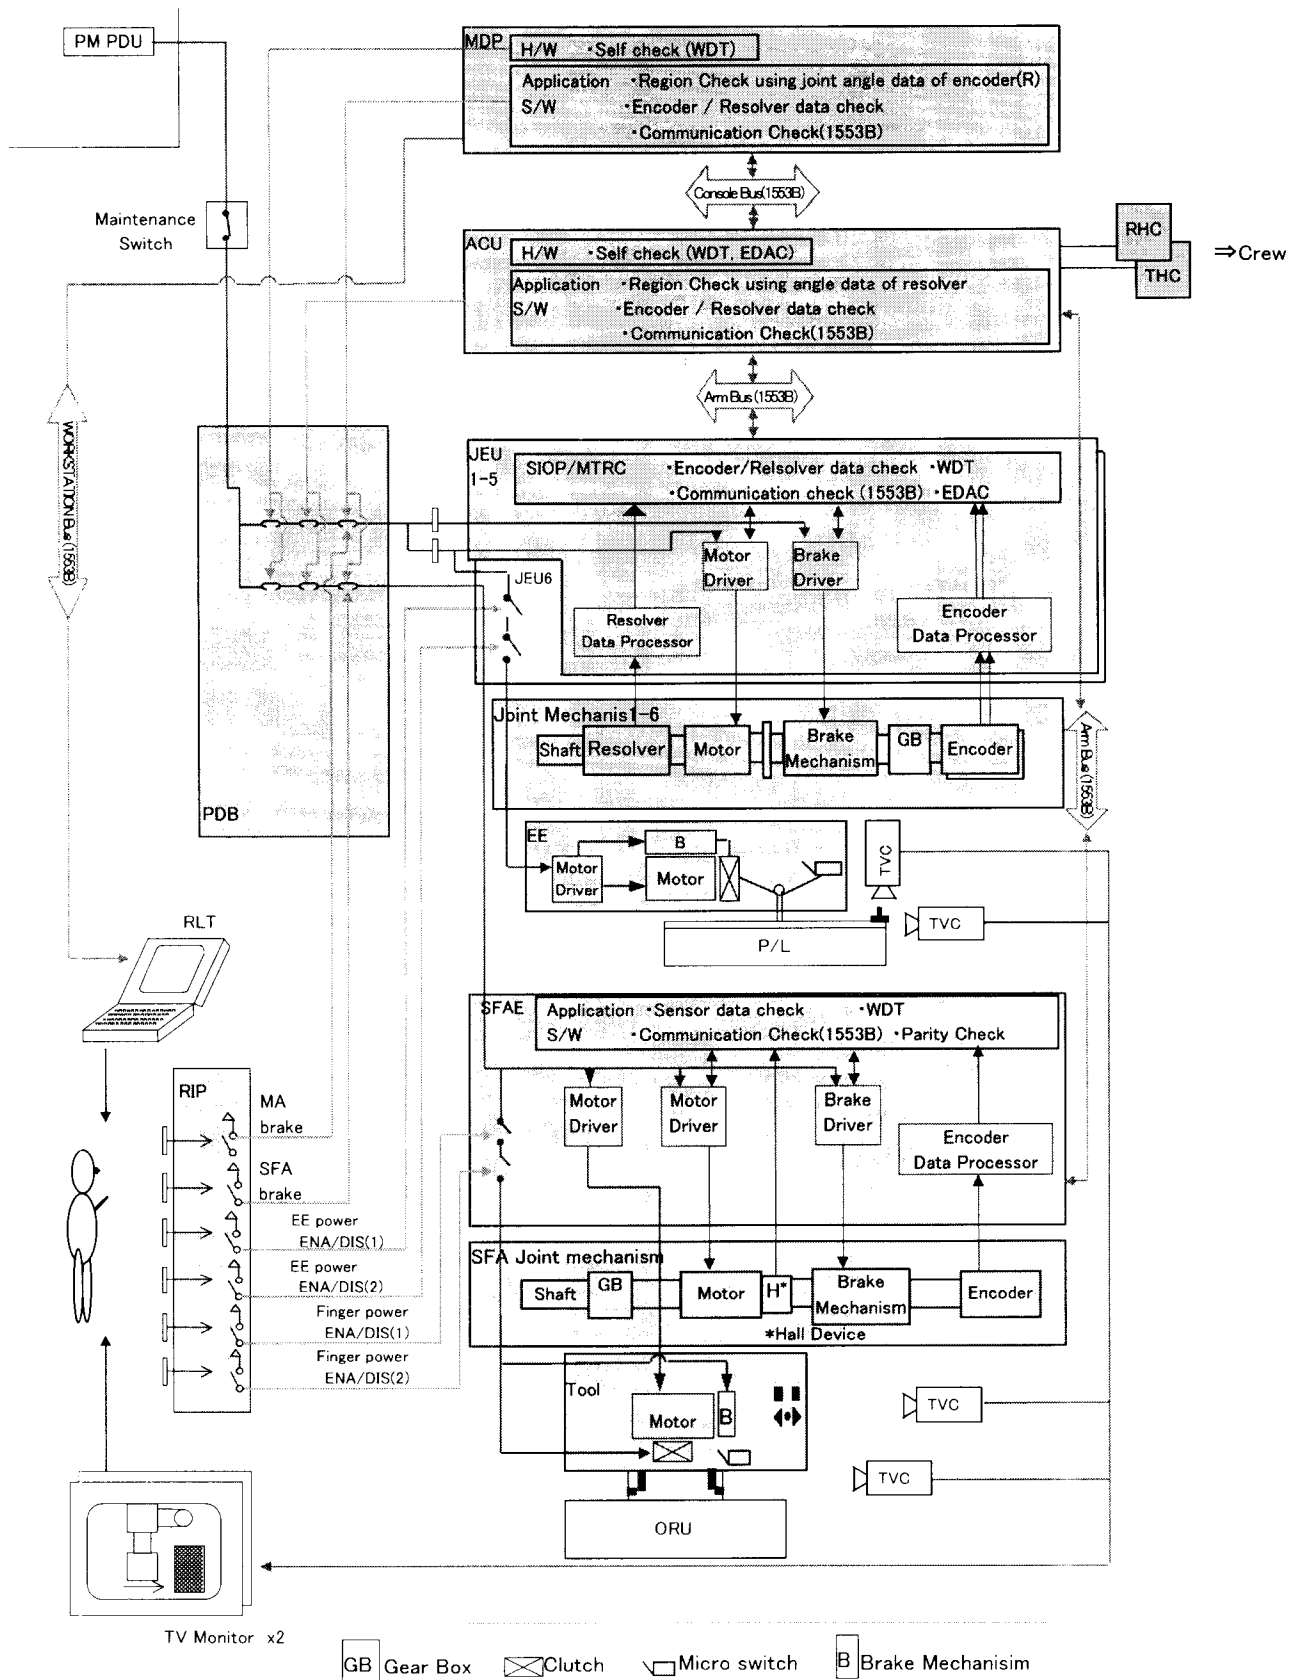 PM PDU
MDP
H/W ・Self check (WDT)
Application ・Region Check using joint angle data of encoder(R)
S/W ・Encoder / Resolver data check
・Communication Check(1553B)
Console Bus(1553B)
Maintenance
Switch
ACU
H/W ・Self check (WDT, EDAC)
Application ・Region Check using angle data of resolver
S/W ・Encoder / Resolver data check
・Communication Check(1553B)
RHC
THC
⇒Crew
Arm Bus (1553B)
WORKSTATION Bus (1553B)
JEU
1-5
SIOP/MTRC ・Encoder/Relsolver data check ・WDT
・Communication check (1553B) ・EDAC
Motor
Driver
Brake
Driver
JEU6
Resolver
Data Processor
Encoder
Data Processor
Joint Mechanis1-6
Shaft
Resolver
Motor
Brake
Mechanism
GB
Encoder
Arm Bus (1553B)
PDB
EE
B
Motor
Driver
Motor
TVC
TVC
P/L
RLT
SFAE
Application ・Sensor data check ・WDT
S/W ・Communication Check(1553B) ・Parity Check
Motor
Driver
Motor
Driver
Brake
Driver
Encoder
Data Processor
RIP
MA
brake
SFA
brake
EE power
ENA/DIS(1)
EE power
ENA/DIS(2)
Finger power
ENA/DIS(1)
Finger power
ENA/DIS(2)
SFA Joint mechanism
Shaft
GB
Motor
H*
Brake
Mechanism
Encoder
*Hall Device
Tool
Motor
B
TVC
TVC
ORU
TV Monitor x2
GB Gear Box
Clutch
Micro switch
B Brake Mechanisim